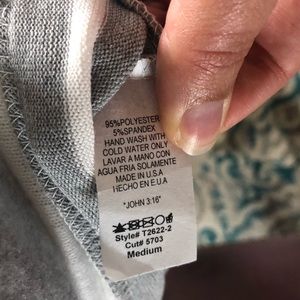 95%POLYESTER
5%SPANDEX
HAND WASH WITH
COLD WATER ONLY
LAVAR A MANO CON
AGUA FRIA SOLAMENTE
MADE IN U.S.A
HECHO EN E.U.A
"JOHN 3:16"
Style# T2622-2
Cut# 5703
Medium